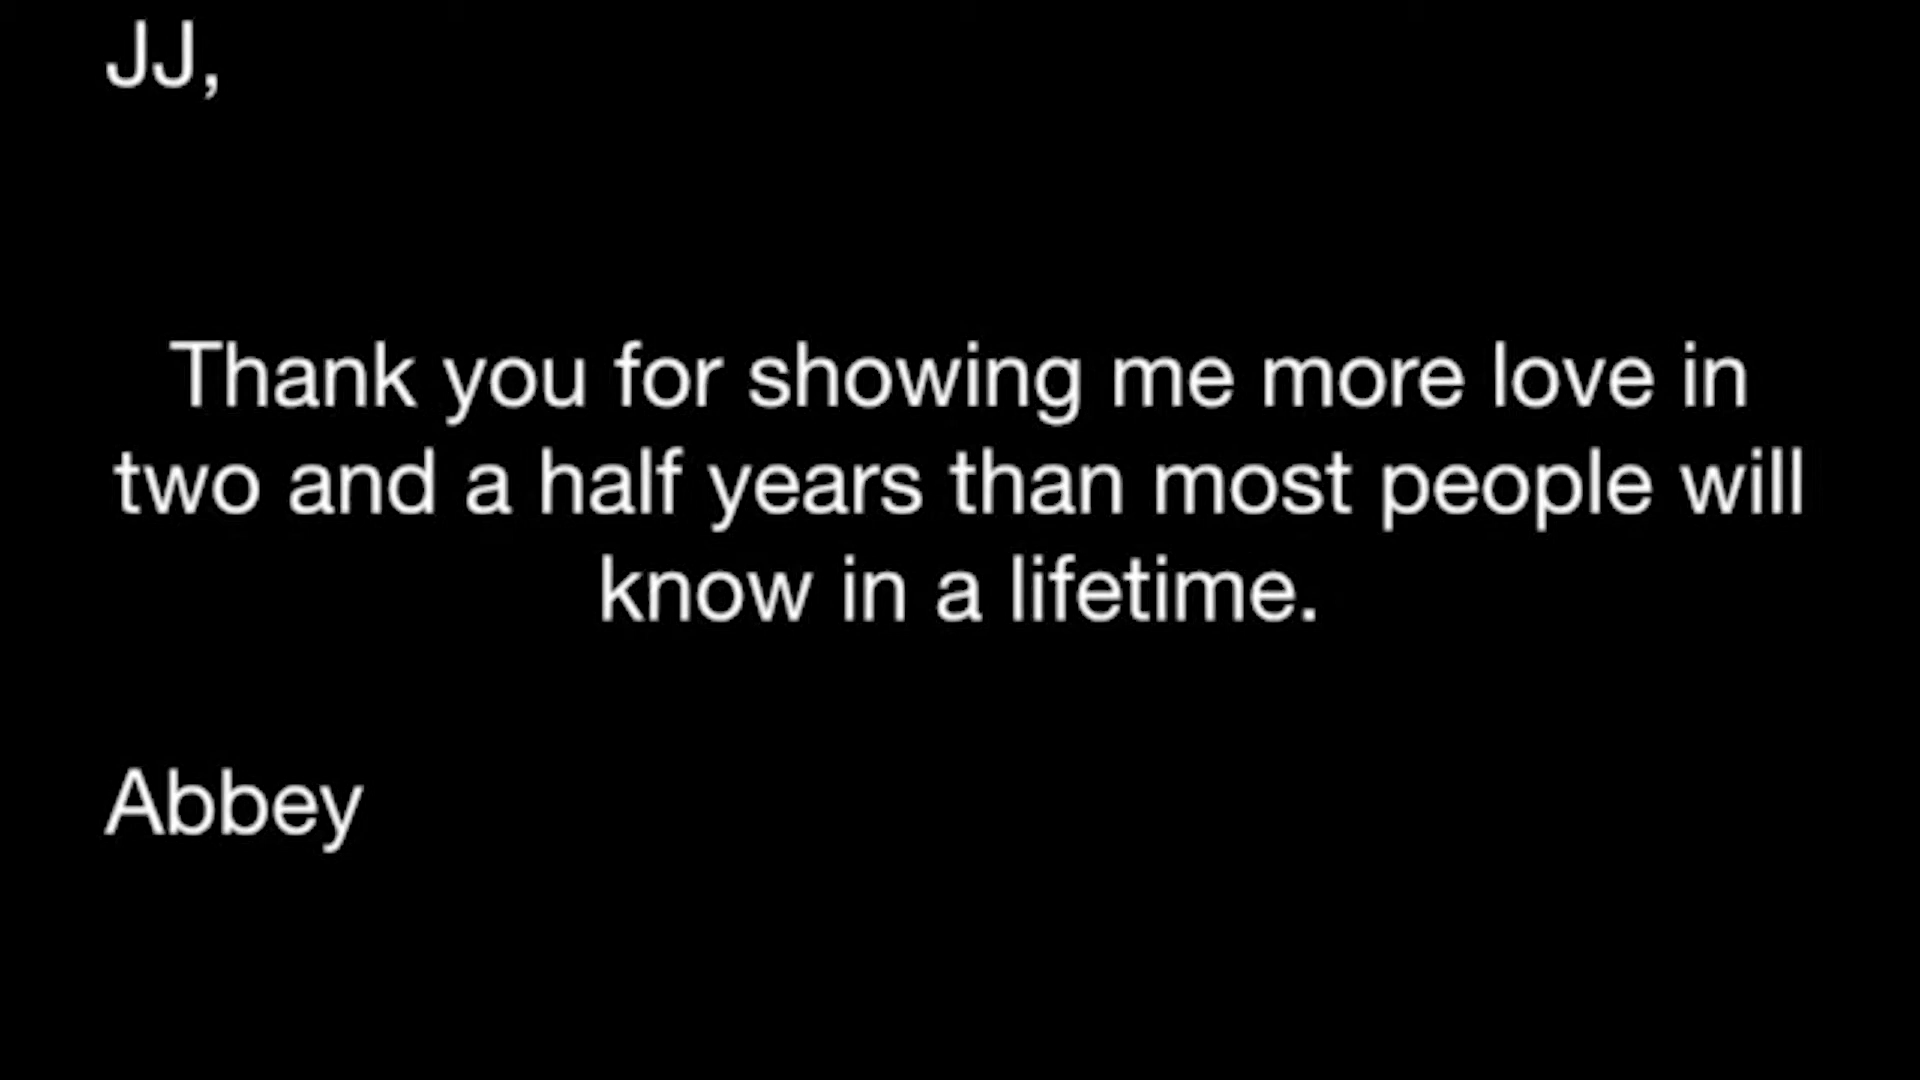 JJ,
Thank you for showing me more love in
two and a half years than most people will
know in a lifetime.
Abbey